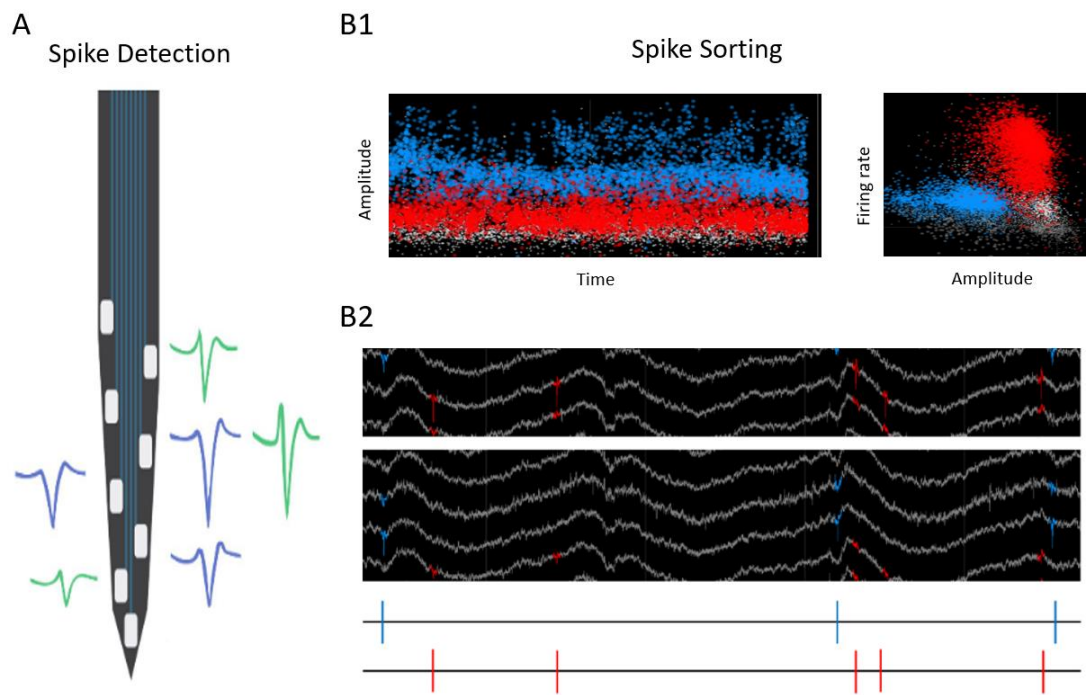 A
Spike Detection
B1
Spike Sorting
Amplitude
Time
Firing rate
Amplitude
B2